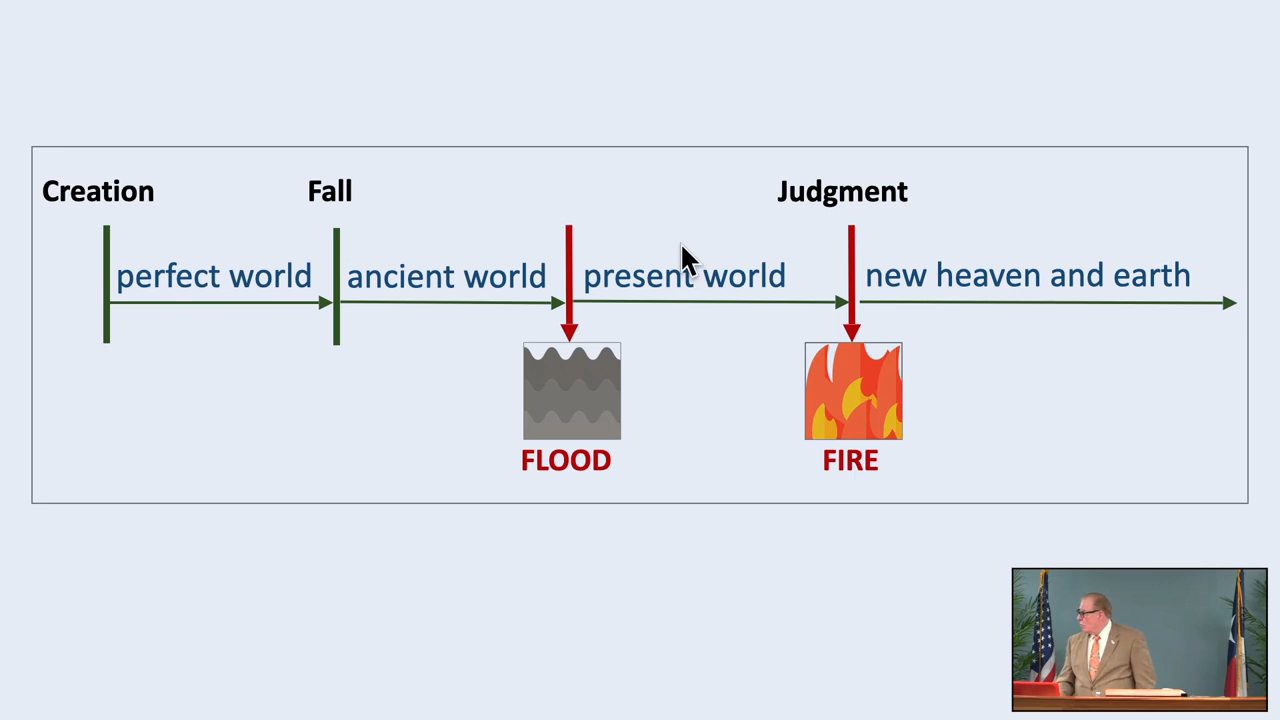 Creation Fall Judgment
perfect world ancient world present world new heaven and earth
FLOOD FIRE